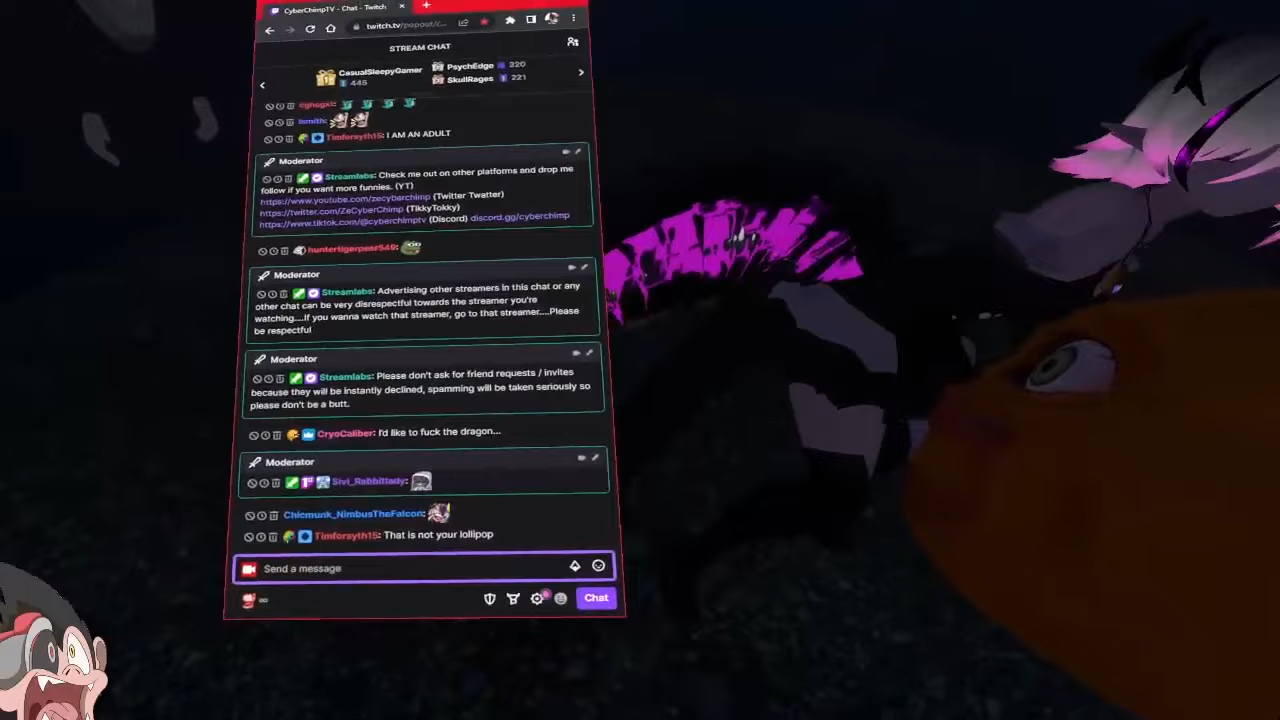 CyberChimpTV - Chat - Twitch
twitch.tv/popout/c...
STREAM CHAT
CasualSleepyGamer
445
PsychEdge 320
SkullRages 221
Timforsyth15: I AM AN ADULT
Moderator
Streamlabs: Check me out on other platforms and drop me
follow if you want more funnies. (YT)
https://www.youtube.com/zecyberchimp (Twitter Twatter)
https://twitter.com/ZeCyberChimp (TikkyTokky)
https://www.tiktok.com/@cyberchimptv (Discord) discord.gg/cyberchimp
Moderator
Streamlabs: Advertising other streamers in this chat or any
other chat can be very disrespectful towards the streamer you're
watching....If you wanna watch that streamer, go to that streamer....Please
be respectful
Moderator
Streamlabs: Please don't ask for friend requests / invites
because they will be instantly declined, spamming will be taken seriously so
please don't be a butt.
CryoCaliber: I'd like to fuck the dragon...
Moderator
Sivi_Rabbitlady:
Chicmunk_NimbusTheFalcon:
Timforsyth15: That is not your lollipop
Send a message
Chat